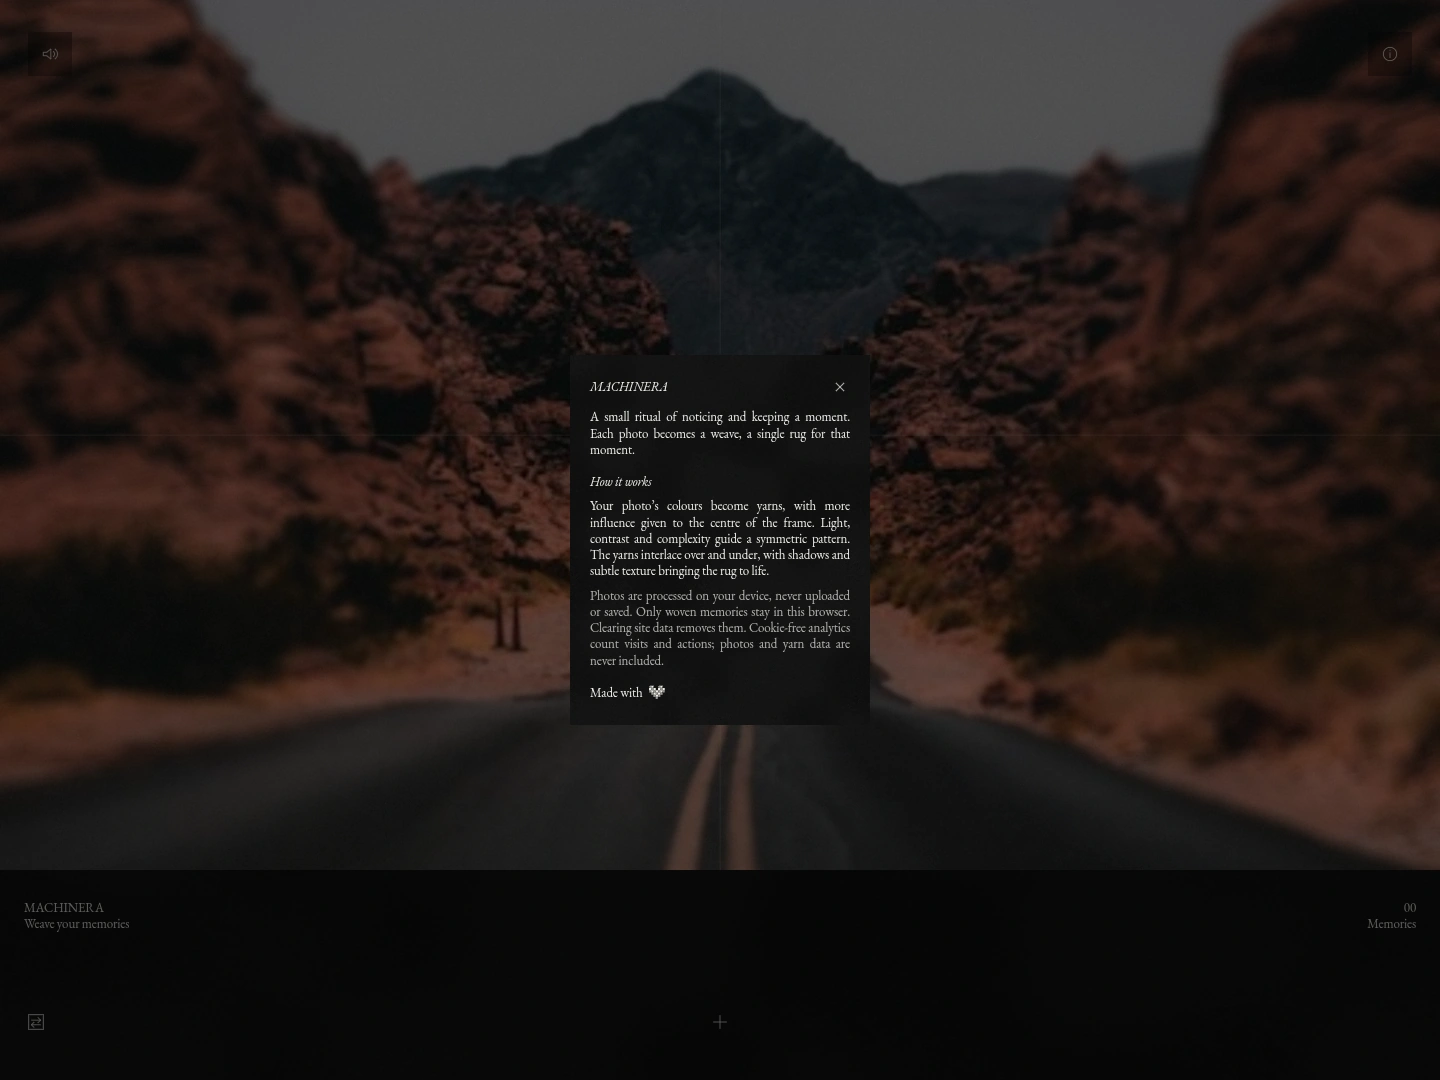 MACHINERA
A small ritual of noticing and keeping a moment.
Each photo becomes a weave, a single rug for that
moment.
How it works
Your photo’s colours become yarns, with more
influence given to the centre of the frame. Light,
contrast and complexity guide a symmetric pattern.
The yarns interlace over and under, with shadows and
subtle texture bringing the rug to life.
Photos are processed on your device, never uploaded
or saved. Only woven memories stay in this browser.
Clearing site data removes them. Cookie-free analytics
count visits and actions; photos and yarn data are
never included.
Made with
MACHINERA
Weave your memories
00
Memories